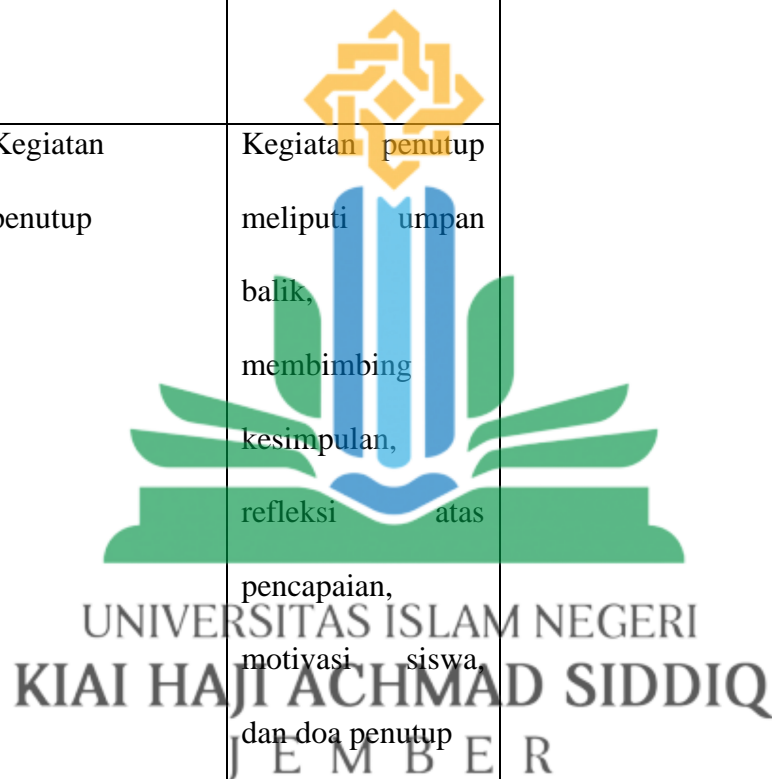 Kegiatan
penutup
Kegiatan penutup
meliputi umpan
balik,
membimbing
kesimpulan,
refleksi atas
pencapaian,
motivasi siswa,
dan doa penutup
UNIVERSITAS ISLAM NEGERI
KIAI HAJI ACHMAD SIDDIQ
JEMBER